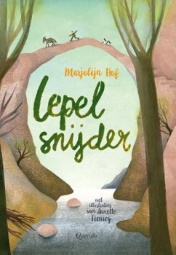 Marjolijn Hof
Lepel
snijder
met
illustraties
van Annette
Fienieg
Querido